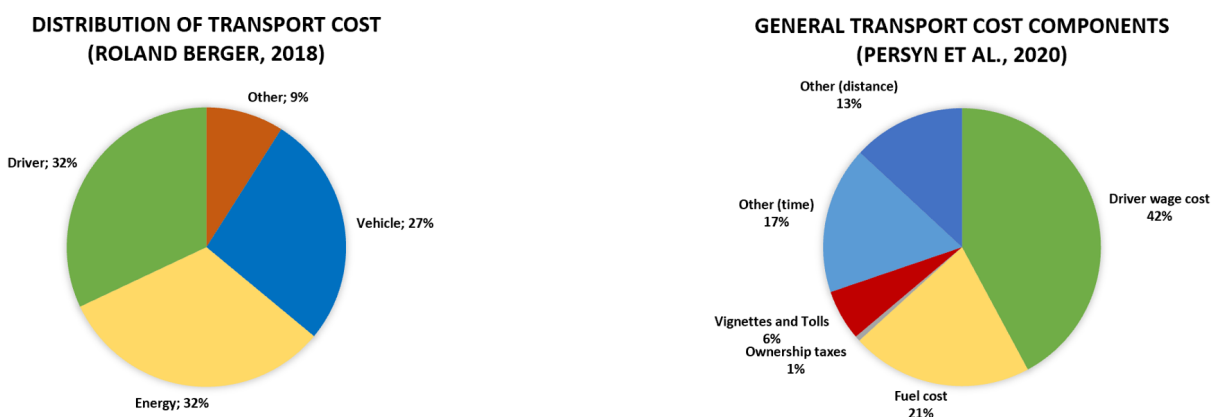 DISTRIBUTION OF TRANSPORT COST
(ROLAND BERGER, 2018)
Other; 9%
Driver; 32%
Vehicle; 27%
Energy; 32%
GENERAL TRANSPORT COST COMPONENTS
(PERSYN ET AL., 2020)
Other (distance)
13%
Driver wage cost
42%
Other (time)
17%
Vignettes and Tolls
6%
Ownership taxes
1%
Fuel cost
21%